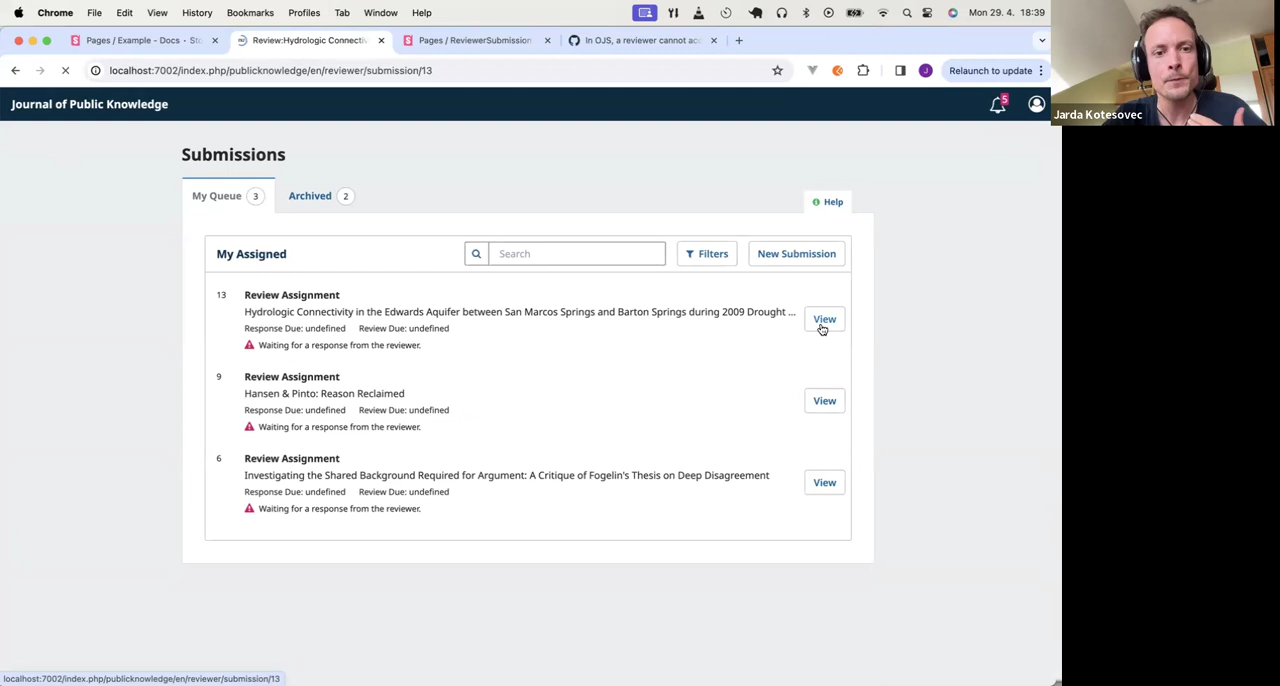 Chrome File Edit View History Bookmarks Profiles Tab Window Help Mon 29. 4. 18:39
Pages / Example - Docs · Sto Review:Hydrologic Connecti Pages / ReviewerSubmission In OJS, a reviewer cannot acc
localhost:7002/index.php/publicknowledge/en/reviewer/submission/13 Relaunch to update
Journal of Public Knowledge 5
Jarda Kotesovec
Submissions
My Queue 3 Archived 2
Help
My Assigned Search Filters New Submission
13 Review Assignment
Hydrologic Connectivity in the Edwards Aquifer between San Marcos Springs and Barton Springs during 2009 Drought ...
View
Response Due: undefined Review Due: undefined
Waiting for a response from the reviewer.
9 Review Assignment
Hansen & Pinto: Reason Reclaimed
View
Response Due: undefined Review Due: undefined
Waiting for a response from the reviewer.
6 Review Assignment
Investigating the Shared Background Required for Argument: A Critique of Fogelin's Thesis on Deep Disagreement
View
Response Due: undefined Review Due: undefined
Waiting for a response from the reviewer.
localhost:7002/index.php/publicknowledge/en/reviewer/submission/13